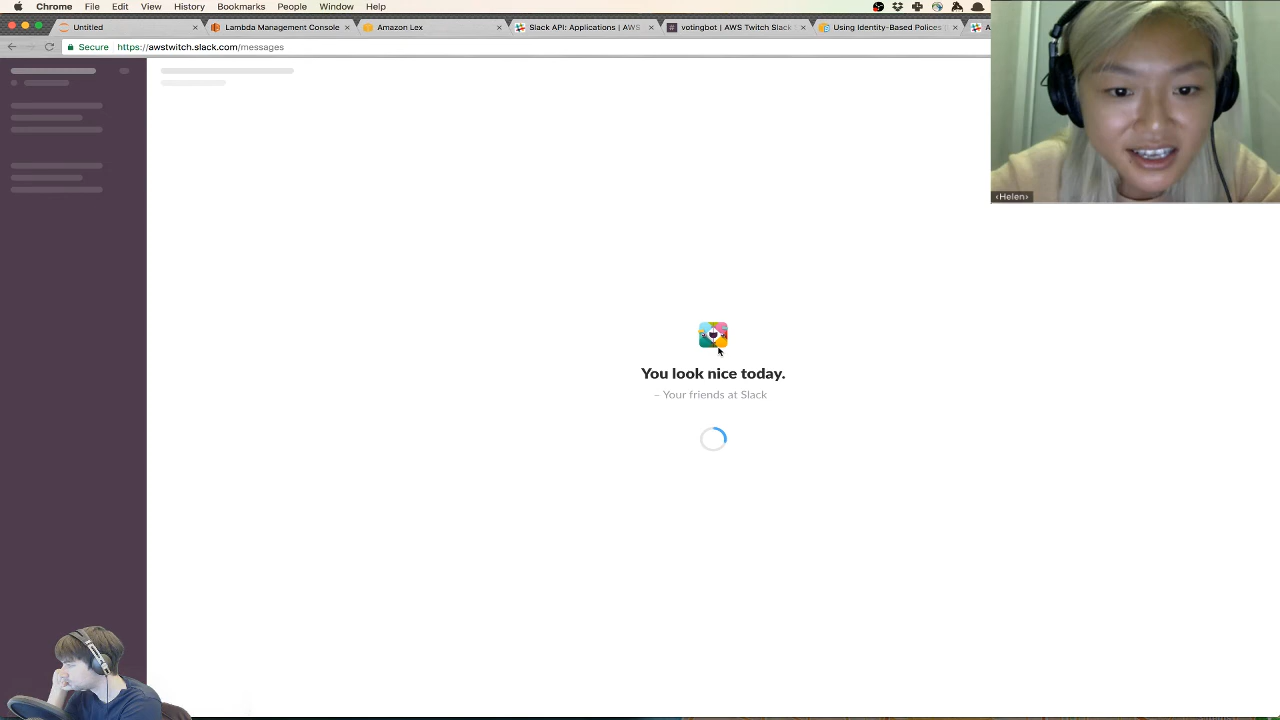 Chrome File Edit View History Bookmarks People Window Help
Untitled Lambda Management Console Amazon Lex Slack API: Applications | AWS votingbot | AWS Twitch Slack Using Identity-Based Polices A
Secure https://awstwitch.slack.com/messages
‹Helen›
You look nice today.
– Your friends at Slack